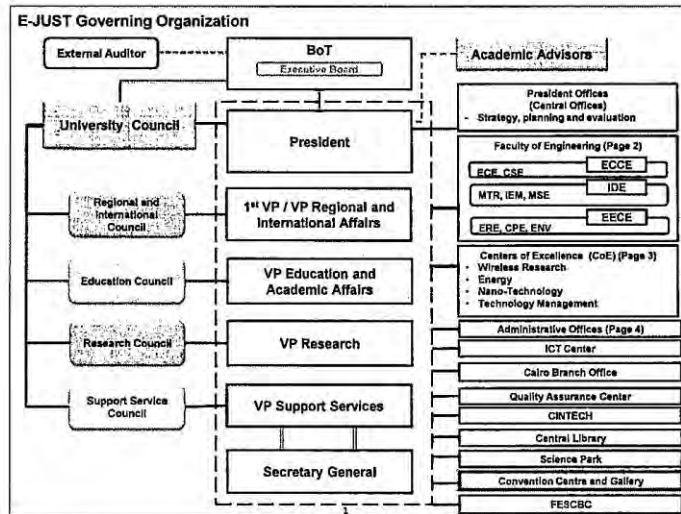 E-JUST Governing Organization
External Auditor
BoT
Executive Board
Academic Advisors
University Council
President
President Offices
(Central Offices)
- Strategy, planning and evaluation
Faculty of Engineering (Page 2)
ECCE
ECE, CSE
IDE
MTR, IEM, MSE
EECE
ERE, CPE, ENV
Regional and
International
Council
1st VP / VP Regional and
International Affairs
Centers of Excellence (CoE) (Page 3)
· Wireless Research
· Energy
· Nano-Technology
· Technology Management
Education Council
VP Education and
Academic Affairs
Research Council
VP Research
Administrative Offices (Page 4)
ICT Center
Cairo Branch Office
Support Service
Council
VP Support Services
Quality Assurance Center
CINTECH
Central Library
Secretary General
Science Park
Convention Centre and Gallery
FESCBC
1